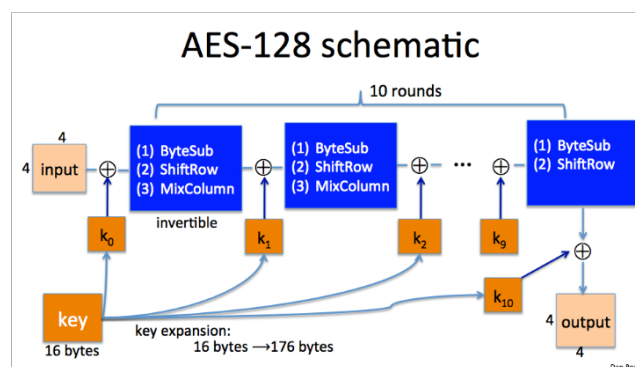 AES-128 schematic
10 rounds
4
4
input
(1) ByteSub
(2) ShiftRow
(3) MixColumn
invertible
(1) ByteSub
(2) ShiftRow
(3) MixColumn
...
(1) ByteSub
(2) ShiftRow
k0
k1
k2
k9
k10
key
16 bytes
key expansion:
16 bytes →176 bytes
4
output
4
Dan